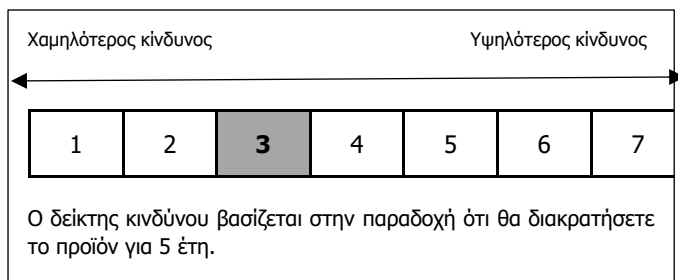 Χαμηλότερος κίνδυνος Υψηλότερος κίνδυνος
1 2 3 4 5 6 7
Ο δείκτης κινδύνου βασίζεται στην παραδοχή ότι θα διακρατήσετε
το προϊόν για 5 έτη.